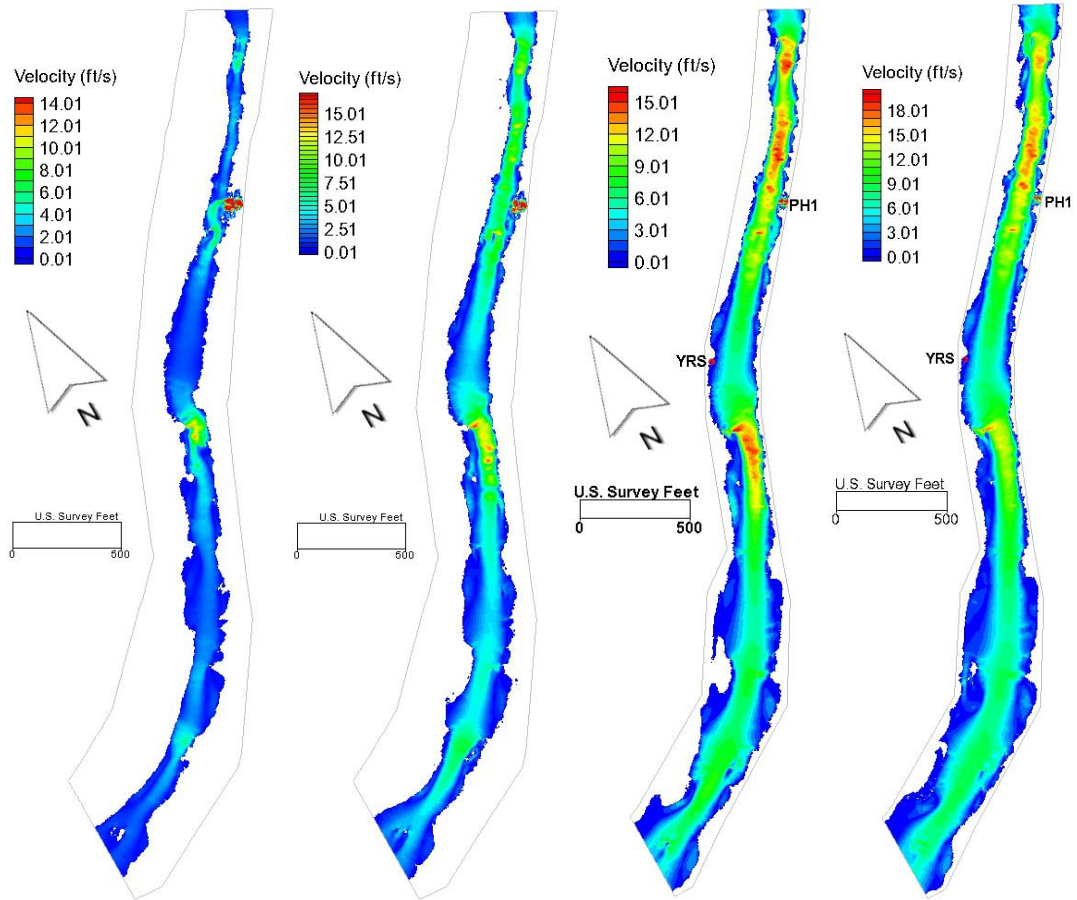 Velocity (ft/s)
14.01
12.01
10.01
8.01
6.01
4.01
2.01
0.01
N
U.S. Survey Feet
0 500
Velocity (ft/s)
15.01
12.51
10.01
7.51
5.01
2.51
0.01
N
U.S. Survey Feet
0 500
Velocity (ft/s)
15.01
12.01
9.01
6.01
3.01
0.01
PH1
YRS
N
U.S. Survey Feet
0 500
Velocity (ft/s)
18.01
15.01
12.01
9.01
6.01
3.01
0.01
PH1
YRS
N
U.S. Survey Feet
0 500